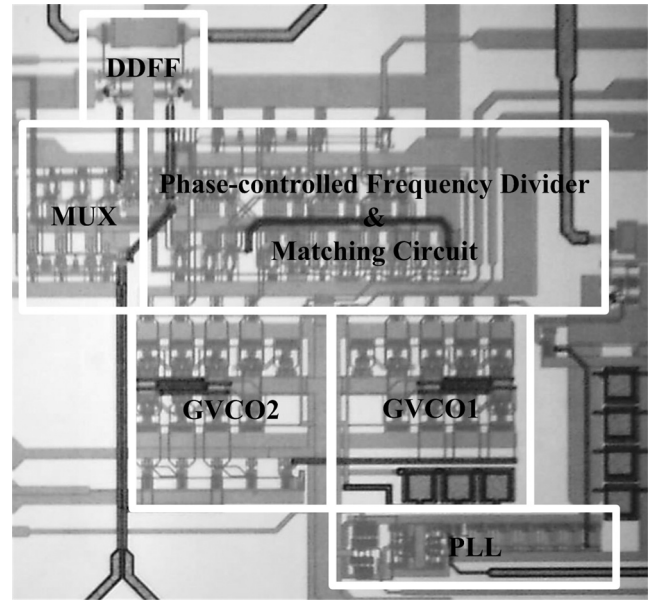 DDFF
Phase-controlled Frequency Divider
&
Matching Circuit
MUX
GVCO2
GVCO1
PLL